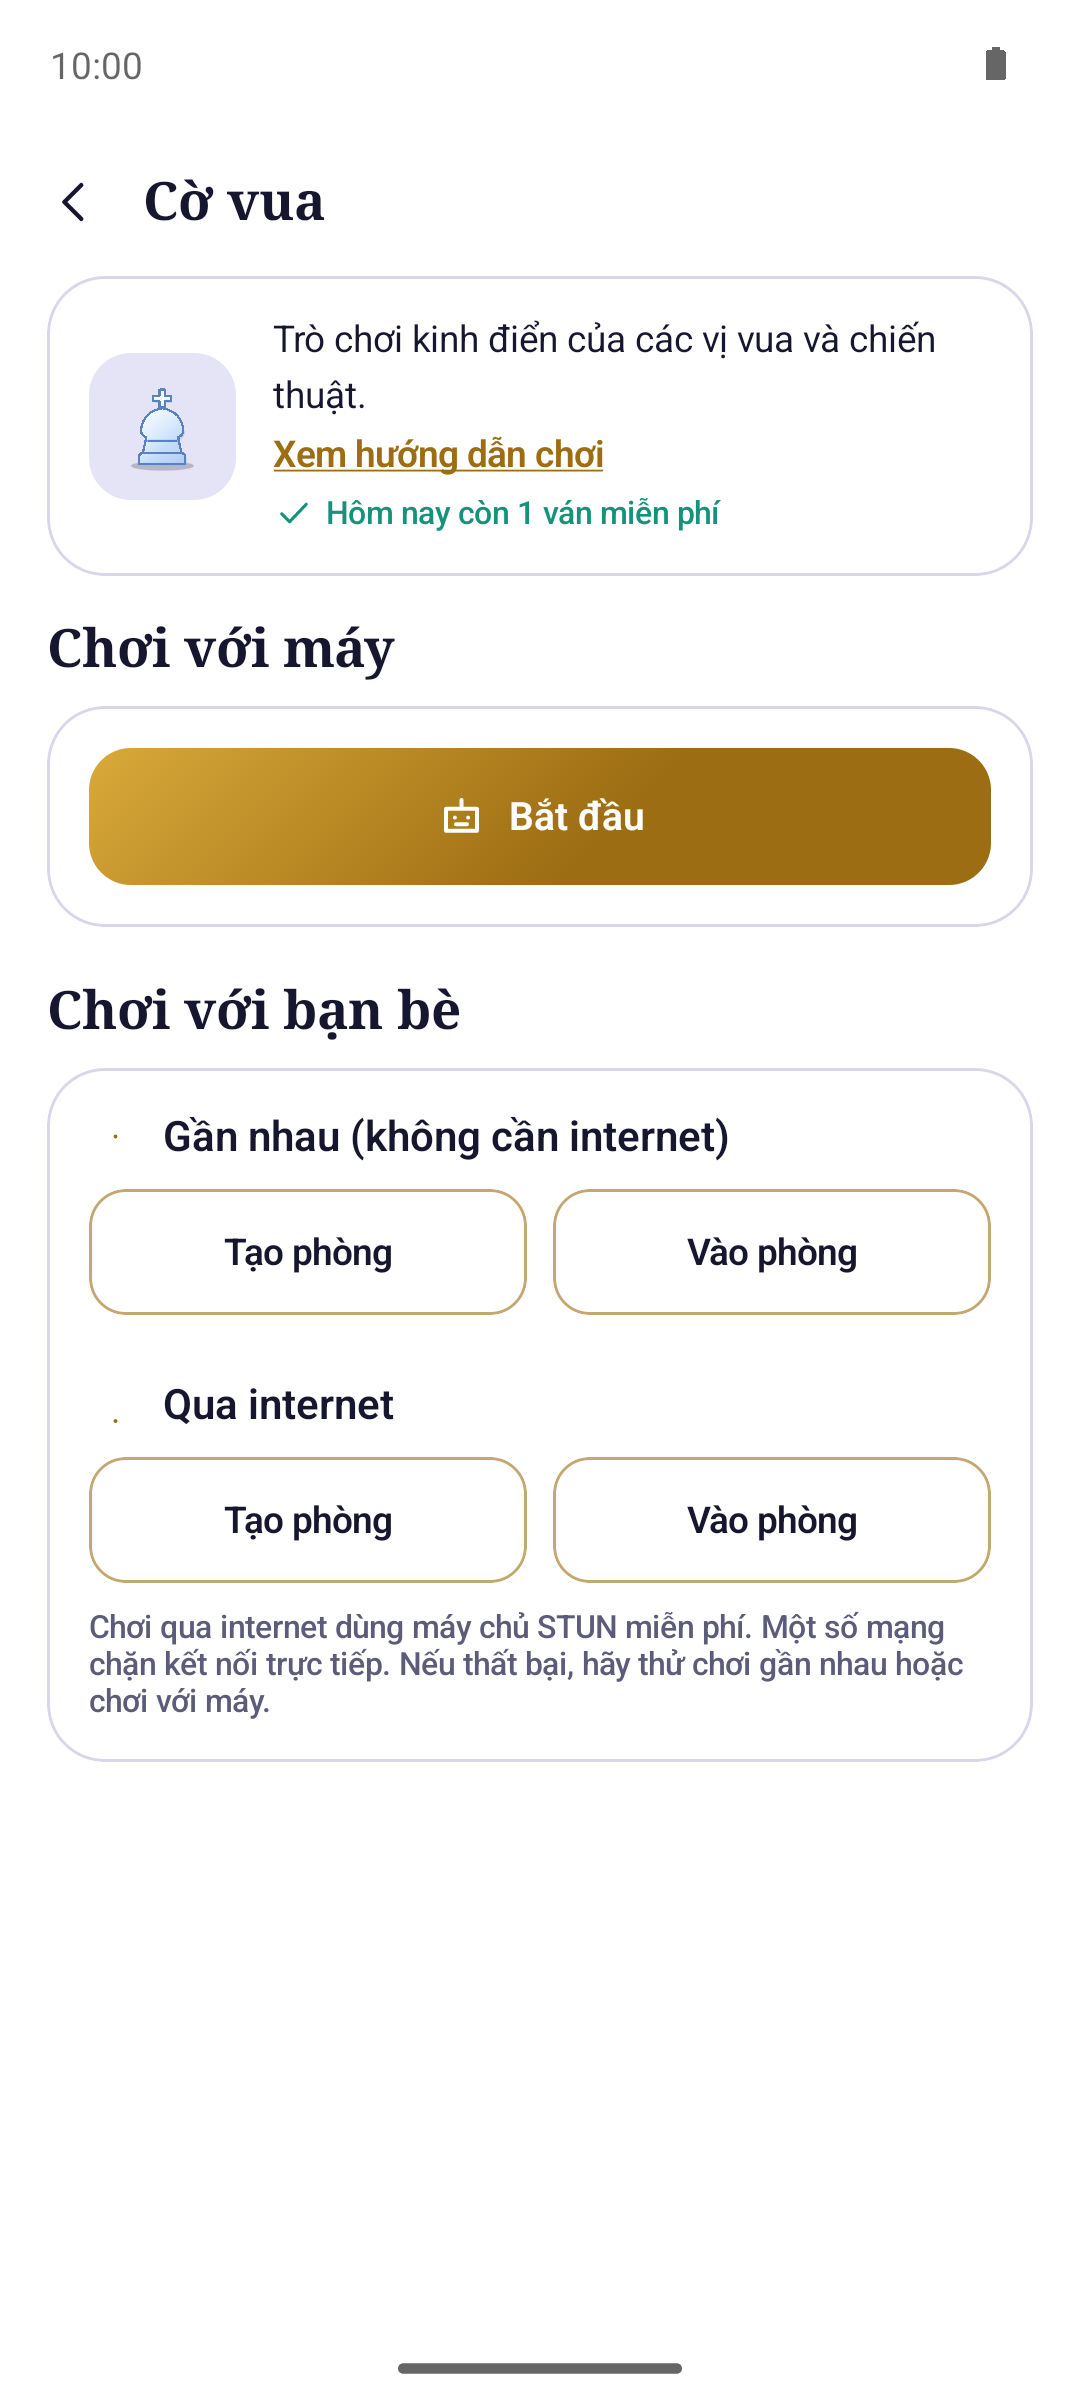 10:00
Cờ vua
Trò chơi kinh điển của các vị vua và chiến
thuật.
Xem hướng dẫn chơi
Hôm nay còn 1 ván miễn phí
Chơi với máy
Bắt đầu
Chơi với bạn bè
Gần nhau (không cần internet)
Tạo phòng
Vào phòng
Qua internet
Tạo phòng
Vào phòng
Chơi qua internet dùng máy chủ STUN miễn phí. Một số mạng
chặn kết nối trực tiếp. Nếu thất bại, hãy thử chơi gần nhau hoặc
chơi với máy.